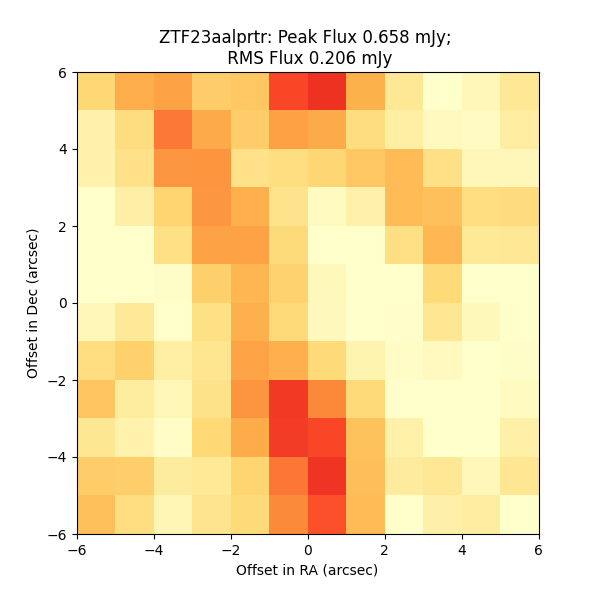 ZTF23aalprtr: Peak Flux 0.658 mJy;
RMS Flux 0.206 mJy
6
4
2
0
−2
−4
−6
Offset in Dec (arcsec)
−6 −4 −2 0 2 4 6
Offset in RA (arcsec)